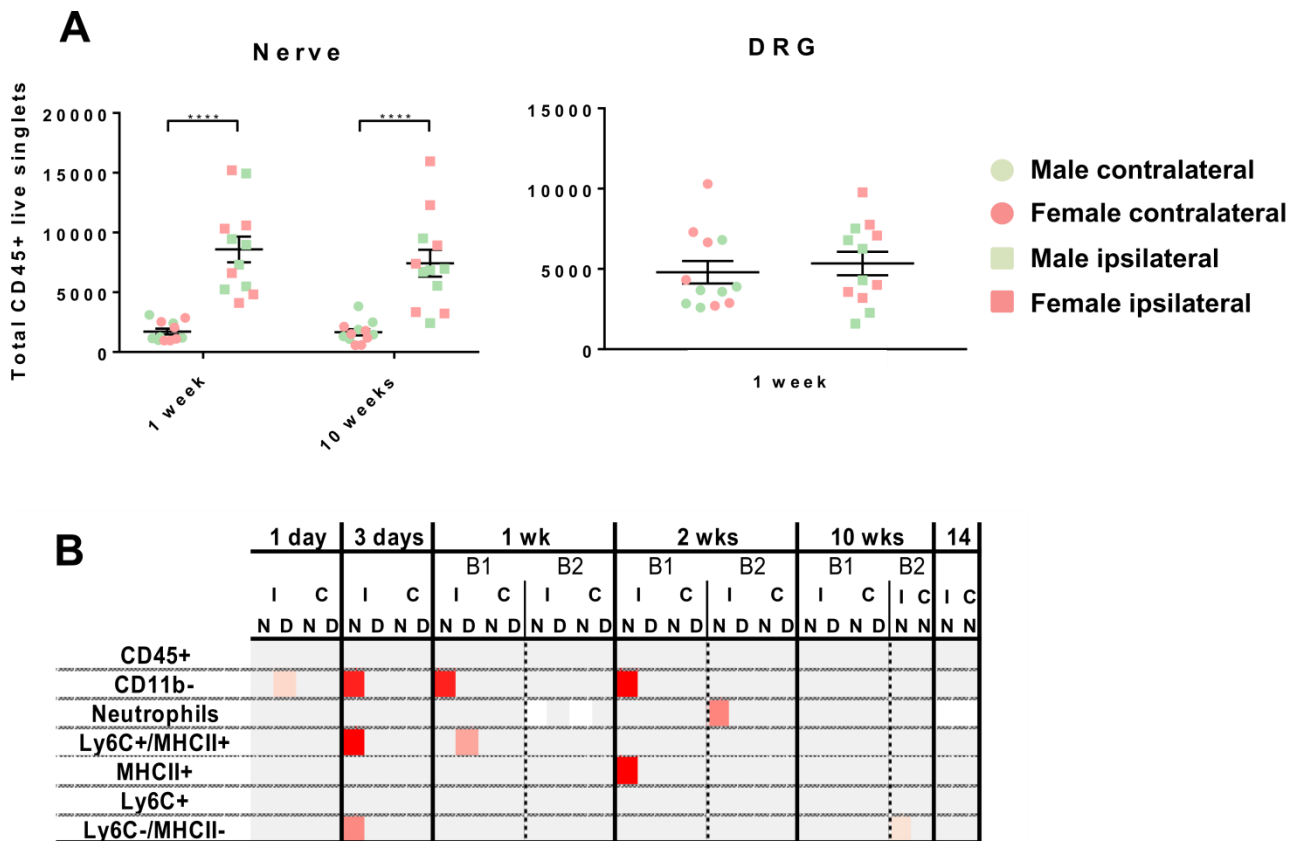 A
Nerve
DRG
Total CD45+ live singlets
20000
15000
10000
5000
0
****
****
1 week
10 weeks
15000
10000
5000
0
1 week
Male contralateral
Female contralateral
Male ipsilateral
Female ipsilateral
B
1 day 3 days 1 wk 2 wks 10 wks 14
B1 B2 B1 B2 B1 B2
I C I C I C I C I C I C I C I C I C
N D N D N D N D N D N D N D N D N D N D N D N D N D N D N N N N
CD45+
CD11b-
Neutrophils
Ly6C+/MHCII+
MHCII+
Ly6C+
Ly6C-/MHCII-